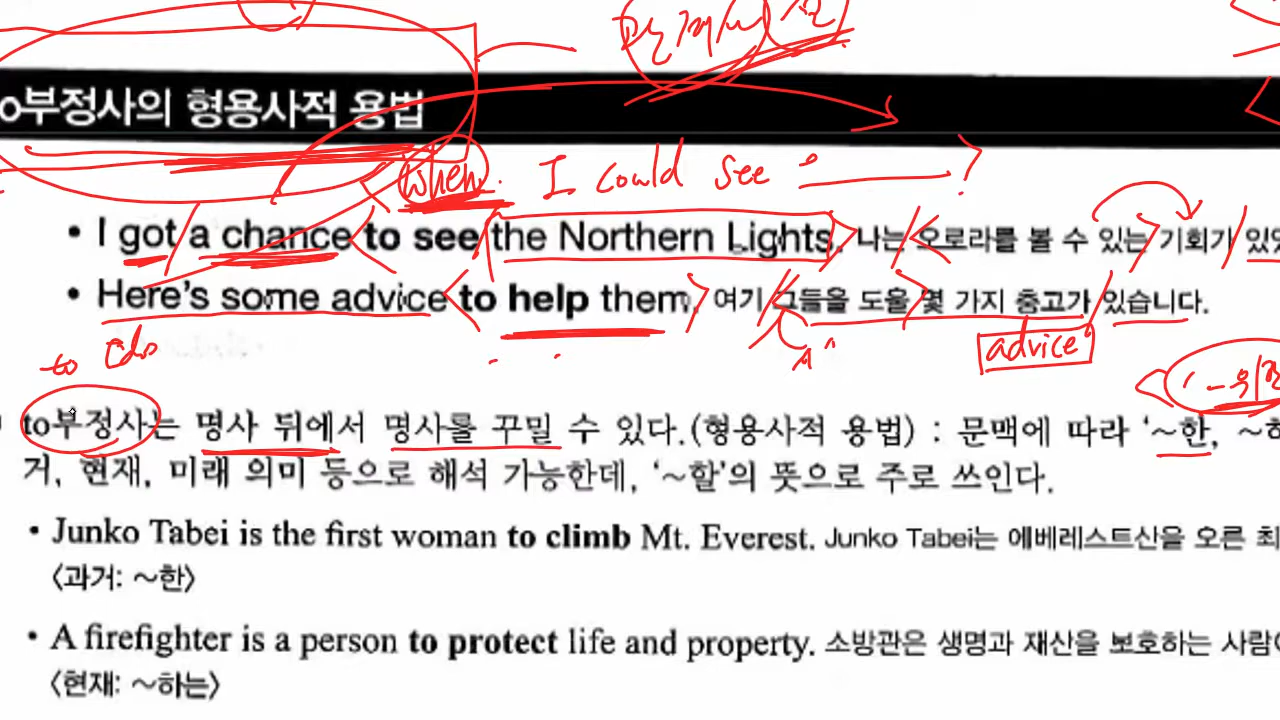 to부정사의 형용사적 용법
when I could see ~ ?
• I got a chance to see the Northern Lights. 나는 오로라를 볼 수 있는 기회가 있었
• Here's some advice to help them. 여기 그들을 도울 몇 가지 충고가 있습니다.
to do
advice
to부정사는 명사 뒤에서 명사를 꾸밀 수 있다.(형용사적 용법) : 문맥에 따라 '~한, ~하
거, 현재, 미래 의미 등으로 해석 가능한데, '~할'의 뜻으로 주로 쓰인다.
• Junko Tabei is the first woman to climb Mt. Everest. Junko Tabei는 에베레스트산을 오른 최
〈과거: ~한〉
• A firefighter is a person to protect life and property. 소방관은 생명과 재산을 보호하는 사람
〈현재: ~하는〉